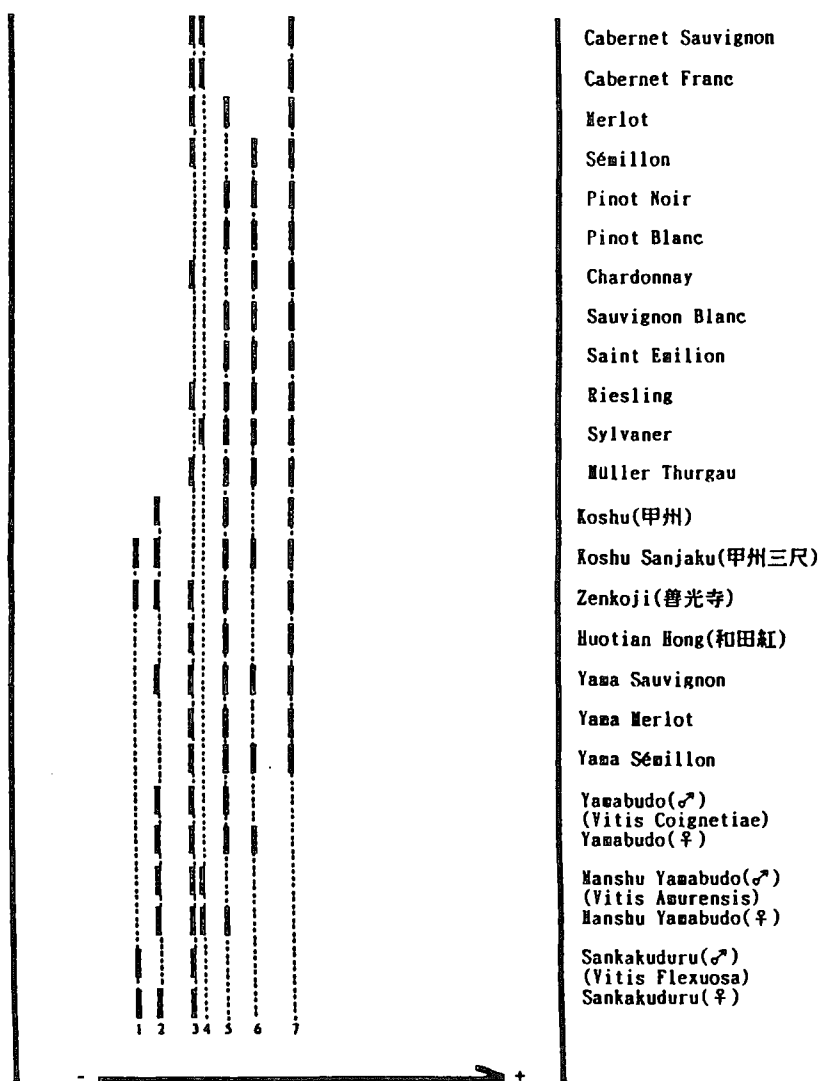 Cabernet Sauvignon
Cabernet Franc
Merlot
Sémillon
Pinot Noir
Pinot Blanc
Chardonnay
Sauvignon Blanc
Saint Emilion
Riesling
Sylvaner
Müller Thurgau
Koshu(甲州)
Koshu Sanjaku(甲州三尺)
Zenkoji(善光寺)
Huotian Hong(和田紅)
Yama Sauvignon
Yama Merlot
Yama Sémillon
Yamabudo(♂)
(Vitis Coignetiae)
Yamabudo(♀)
Manshu Yamabudo(♂)
(Vitis Amurensis)
Manshu Yamabudo(♀)
Sankakuduru(♂)
(Vitis Flexuosa)
Sankakuduru(♀)
1 2 3 4 5 6 7
- +